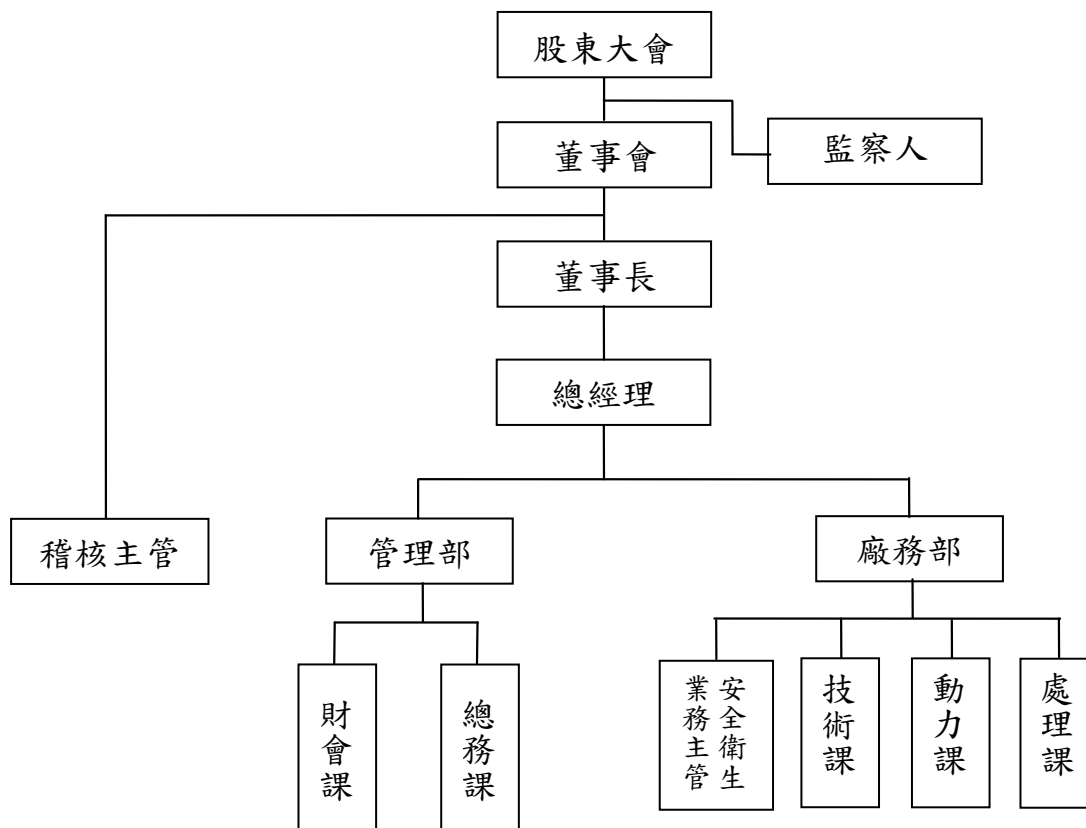 股東大會
董事會
監察人
董事長
總經理
稽核主管
管理部
廠務部
財會課
總務課
安全衛生
業務主管
技術課
動力課
處理課